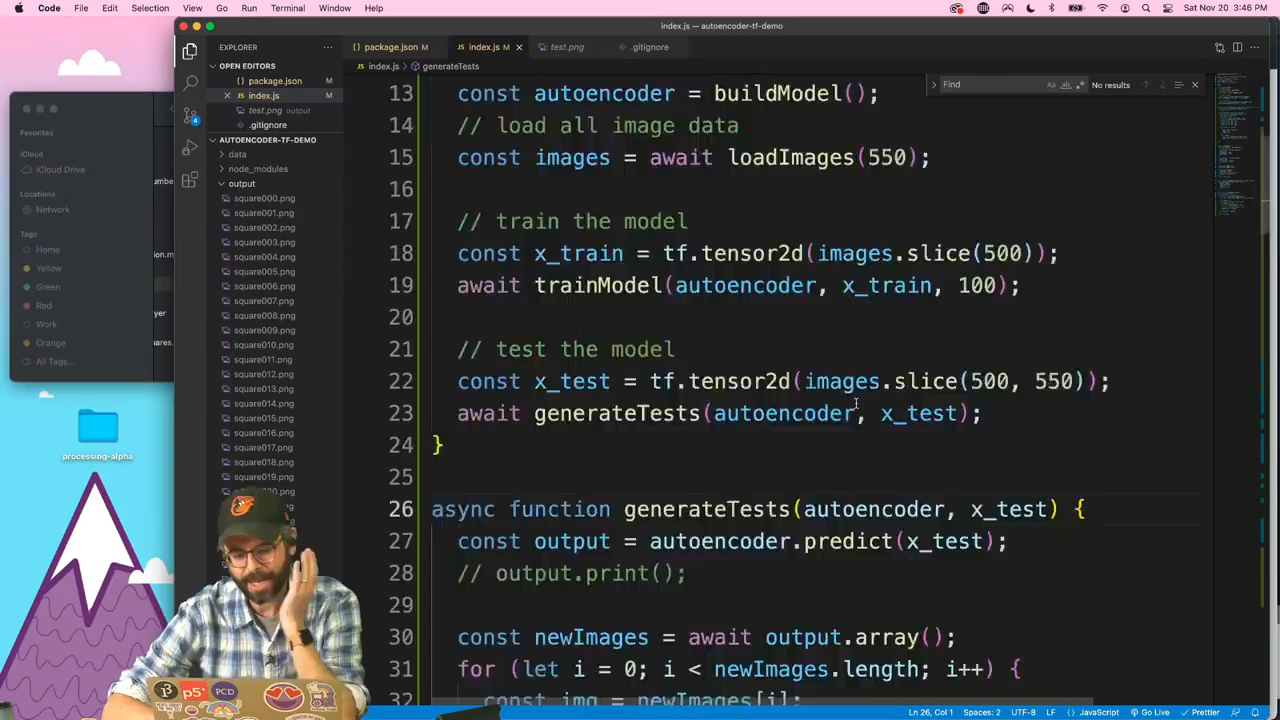 Code File Edit Selection View Go Run Terminal Window Help
Sat Nov 20 3:46 PM
index.js — autoencoder-tf-demo
EXPLORER
package.json M
index.js M
test.png
.gitignore
index.js > generateTests
OPEN EDITORS
package.json M
index.js M
test.png output
.gitignore
4
AUTOENCODER-TF-DEMO
data
node_modules
output
square000.png
square001.png
square002.png
square003.png
square004.png
square005.png
square006.png
square007.png
square008.png
square009.png
square010.png
square011.png
square012.png
square013.png
square014.png
square015.png
square016.png
square017.png
square018.png
square019.png
Find
Aa
No results
Favorites
iCloud
iCloud Drive
Locations
Network
Tags
Home
Yellow
Green
Red
Work
Orange
All Tags...
processing-alpha
13 const autoencoder = buildModel();
14 // load all image data
15 const images = await loadImages(550);
16
17 // train the model
18 const x_train = tf.tensor2d(images.slice(500));
19 await trainModel(autoencoder, x_train, 100);
20
21 // test the model
22 const x_test = tf.tensor2d(images.slice(500, 550));
23 await generateTests(autoencoder, x_test);
24 }
25
26 async function generateTests(autoencoder, x_test) {
27 const output = autoencoder.predict(x_test);
28 // output.print();
29
30 const newImages = await output.array();
31 for (let i = 0; i < newImages.length; i++) {
32 const img = newImages[i];
p5*
PCD
Ln 26, Col 1 Spaces: 2 UTF-8 LF {} JavaScript Go Live Prettier